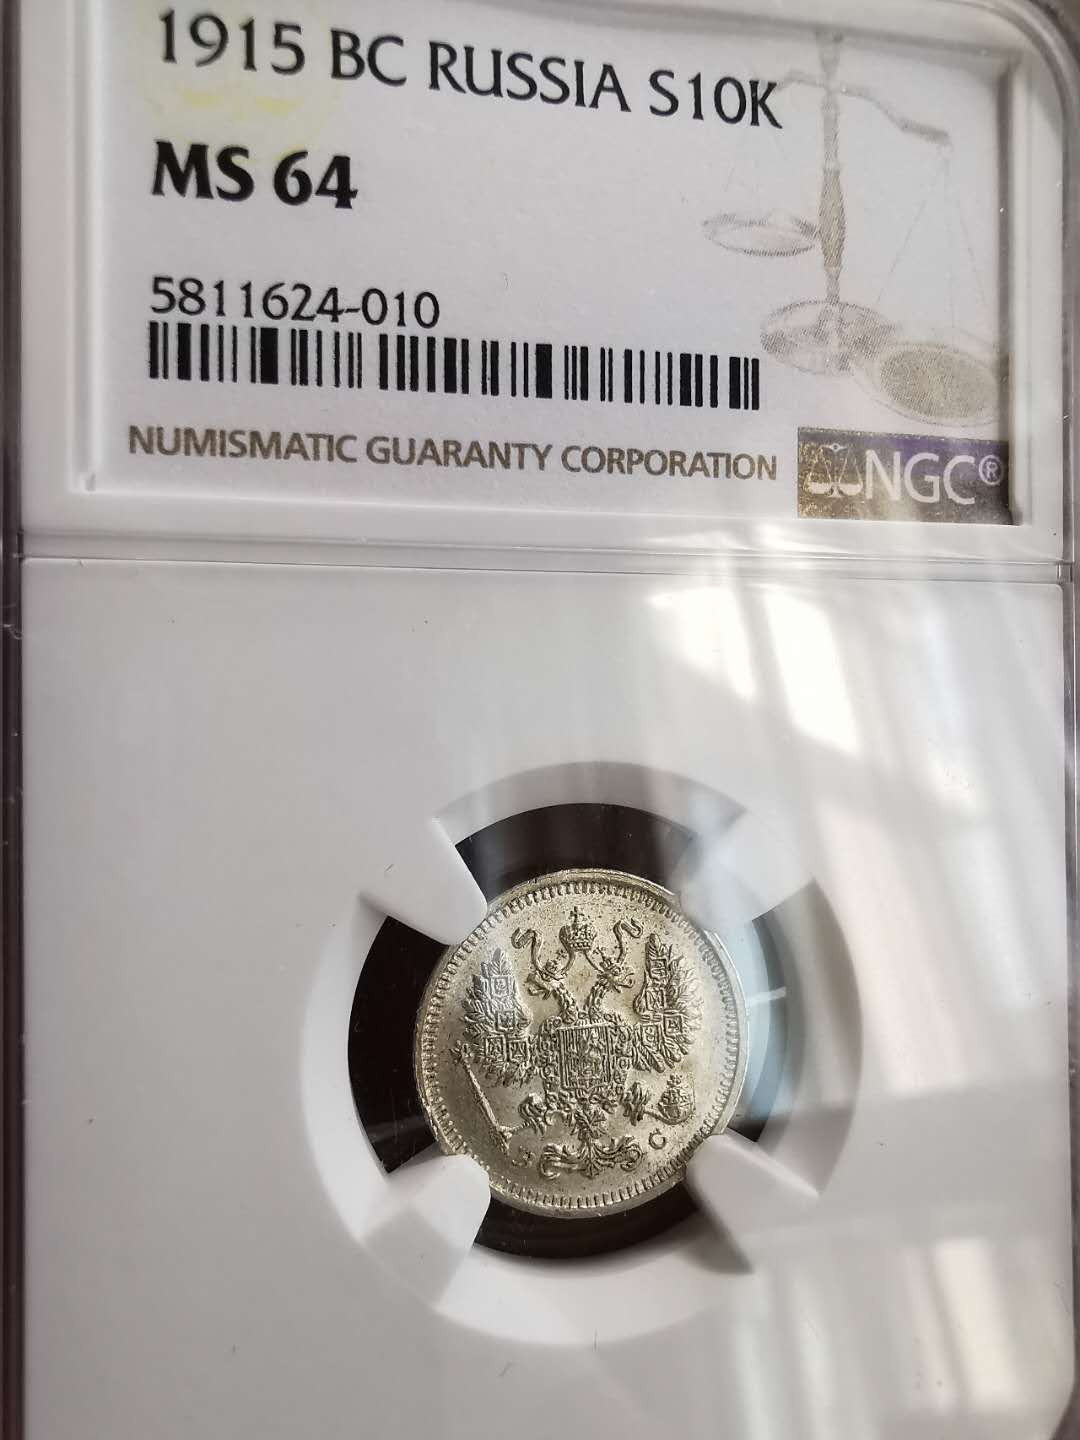 1915 BC RUSSIA S10K
MS 64
5811624-010
NUMISMATIC GUARANTY CORPORATION
NGC®
С